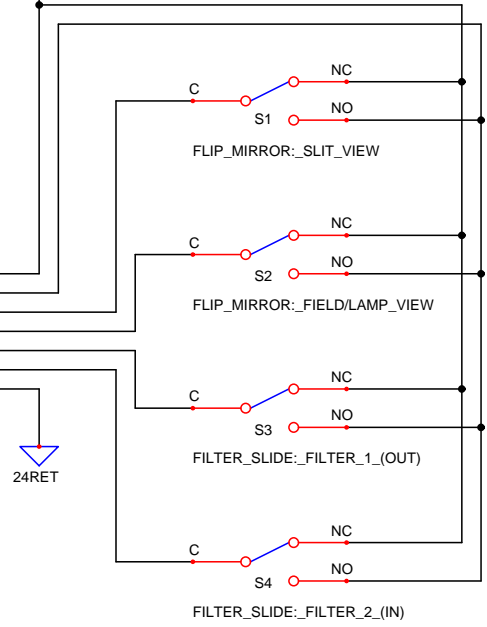 NC
C
NO
S1
FLIP_MIRROR:_SLIT_VIEW
NC
C
NO
S2
FLIP_MIRROR:_FIELD/LAMP_VIEW
NC
C
NO
S3
FILTER_SLIDE:_FILTER_1_(OUT)
24RET
NC
C
NO
S4
FILTER_SLIDE:_FILTER_2_(IN)